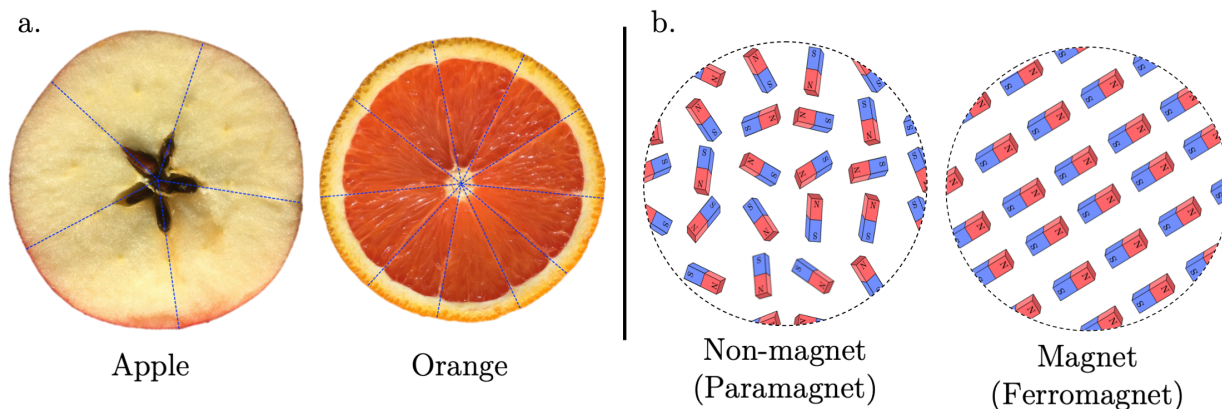 a.
Apple
Orange
b.
Non-magnet
(Paramagnet)
Magnet
(Ferromagnet)